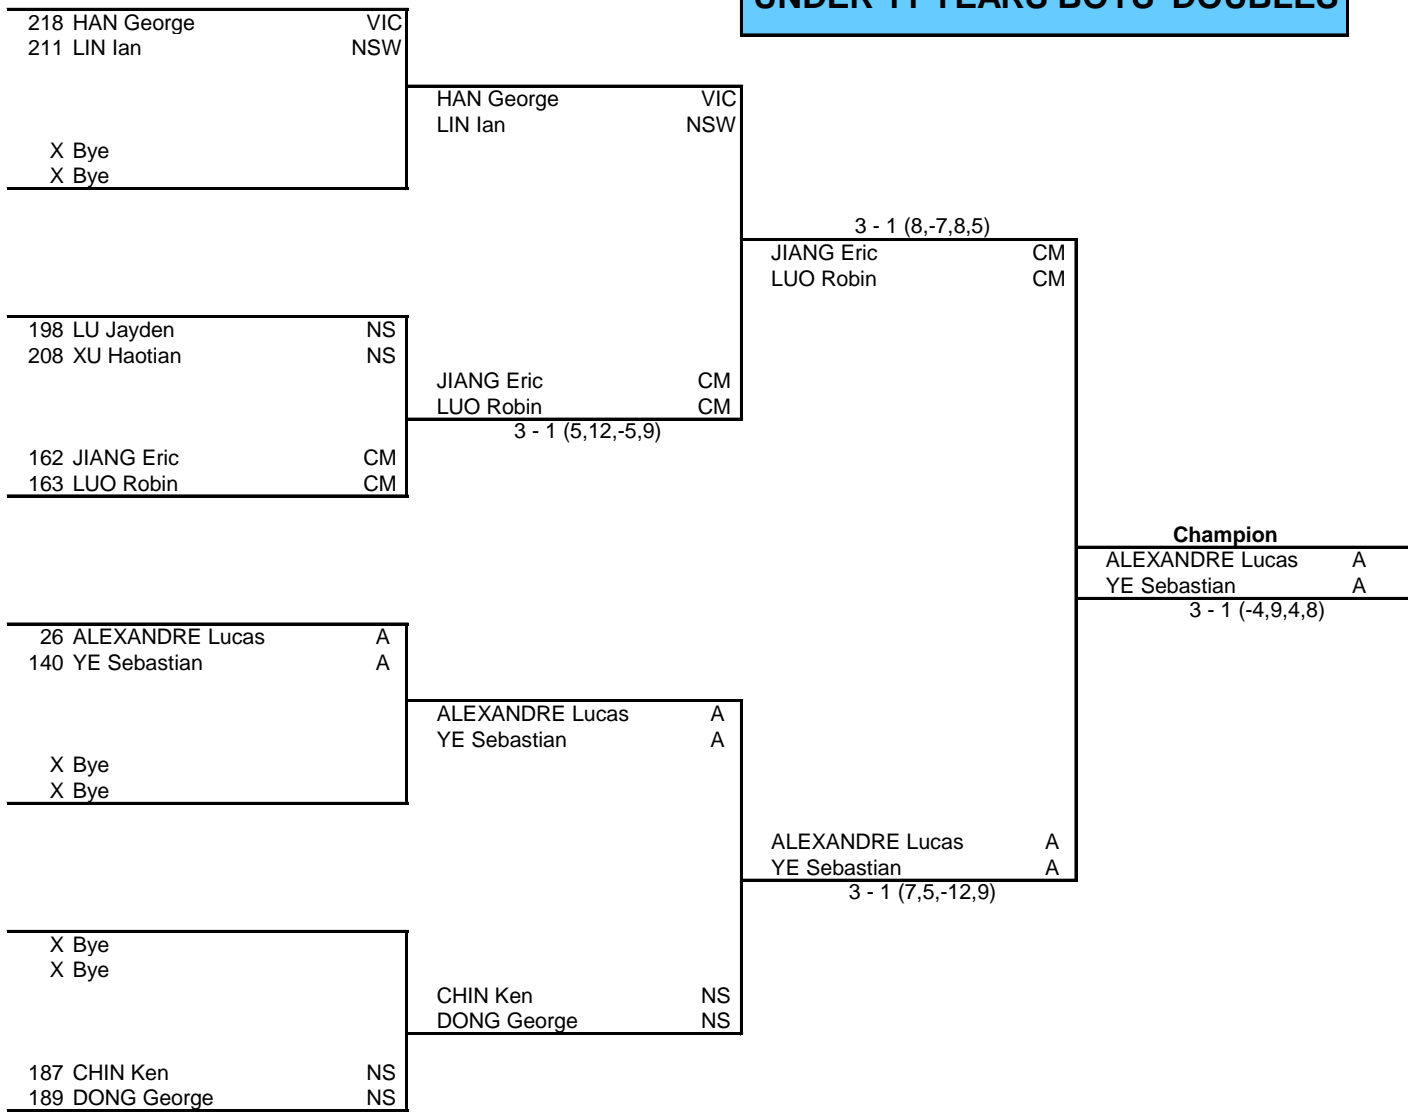 UNDER 11 YEARS BOYS' DOUBLES
218 HAN George VIC
211 LIN Ian NSW
HAN George VIC
LIN Ian NSW
X Bye
X Bye
3 - 1 (8,-7,8,5)
JIANG Eric CM
LUO Robin CM
198 LU Jayden NS
208 XU Haotian NS
JIANG Eric CM
LUO Robin CM
3 - 1 (5,12,-5,9)
162 JIANG Eric CM
163 LUO Robin CM
Champion
ALEXANDRE Lucas A
YE Sebastian A
3 - 1 (-4,9,4,8)
26 ALEXANDRE Lucas A
140 YE Sebastian A
ALEXANDRE Lucas A
YE Sebastian A
X Bye
X Bye
ALEXANDRE Lucas A
YE Sebastian A
3 - 1 (7,5,-12,9)
X Bye
X Bye
CHIN Ken NS
DONG George NS
187 CHIN Ken NS
189 DONG George NS